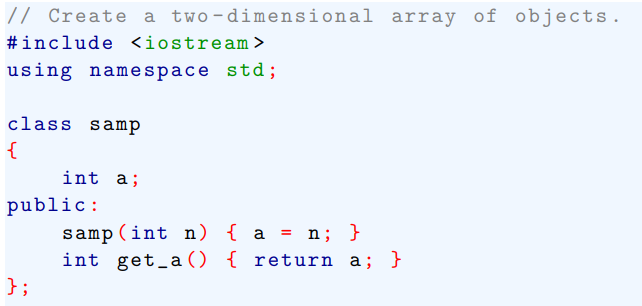 // Create a two-dimensional array of objects.
#include <iostream>
using namespace std;

class samp
{
    int a;
public:
    samp(int n) { a = n; }
    int get_a() { return a; }
};